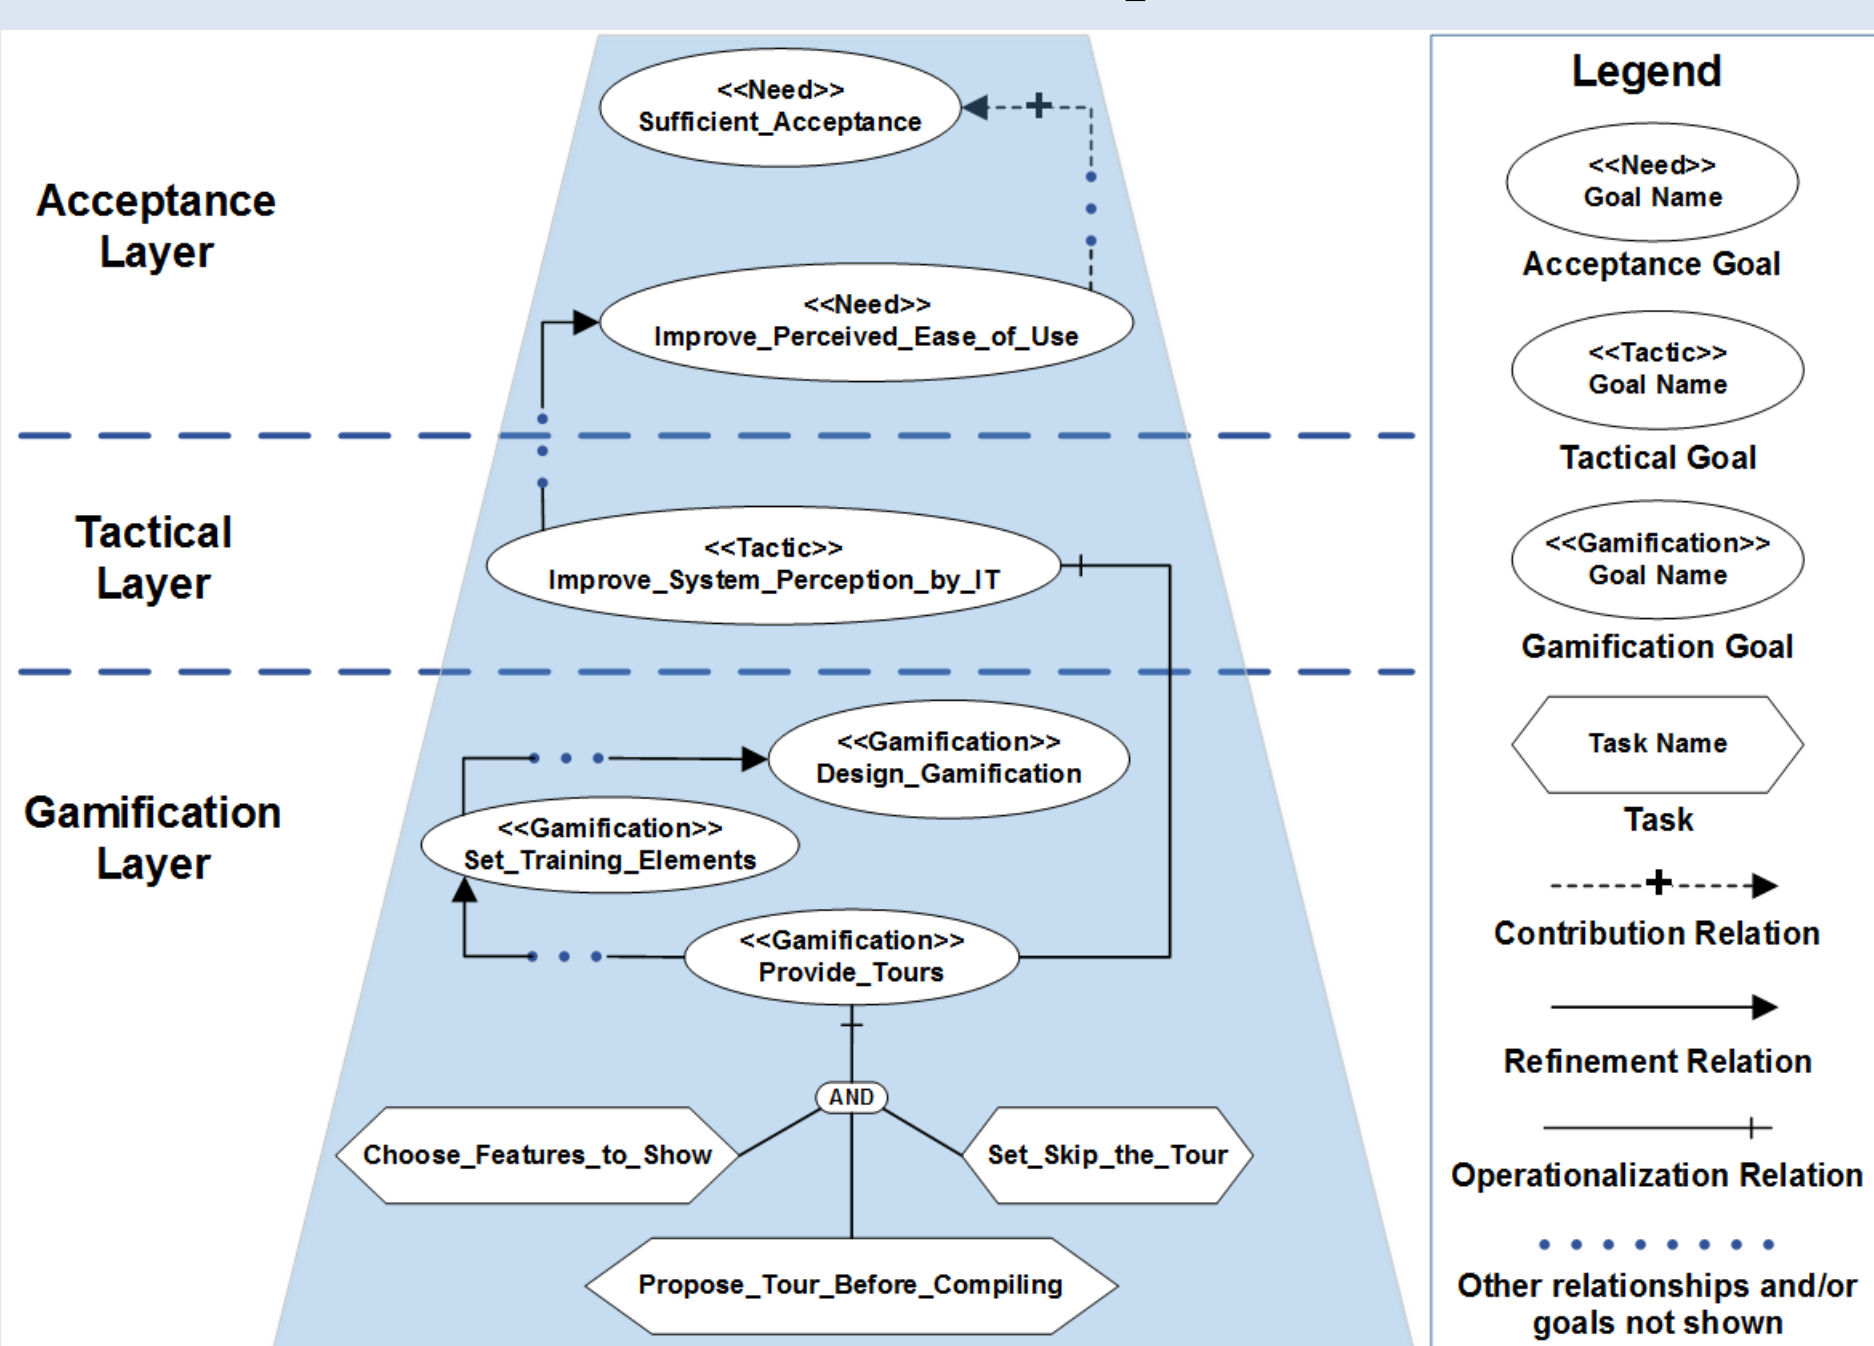 Acceptance
Layer
<<Need>>
Sufficient_Acceptance
+
<<Need>>
Improve_Perceived_Ease_of_Use
Tactical
Layer
<<Tactic>>
Improve_System_Perception_by_IT
Gamification
Layer
<<Gamification>>
Design_Gamification
<<Gamification>>
Set_Training_Elements
<<Gamification>>
Provide_Tours
AND
Choose_Features_to_Show
Set_Skip_the_Tour
Propose_Tour_Before_Compiling
Legend
<<Need>>
Goal Name
Acceptance Goal
<<Tactic>>
Goal Name
Tactical Goal
<<Gamification>>
Goal Name
Gamification Goal
Task Name
Task
+
Contribution Relation
Refinement Relation
Operationalization Relation
Other relationships and/or
goals not shown